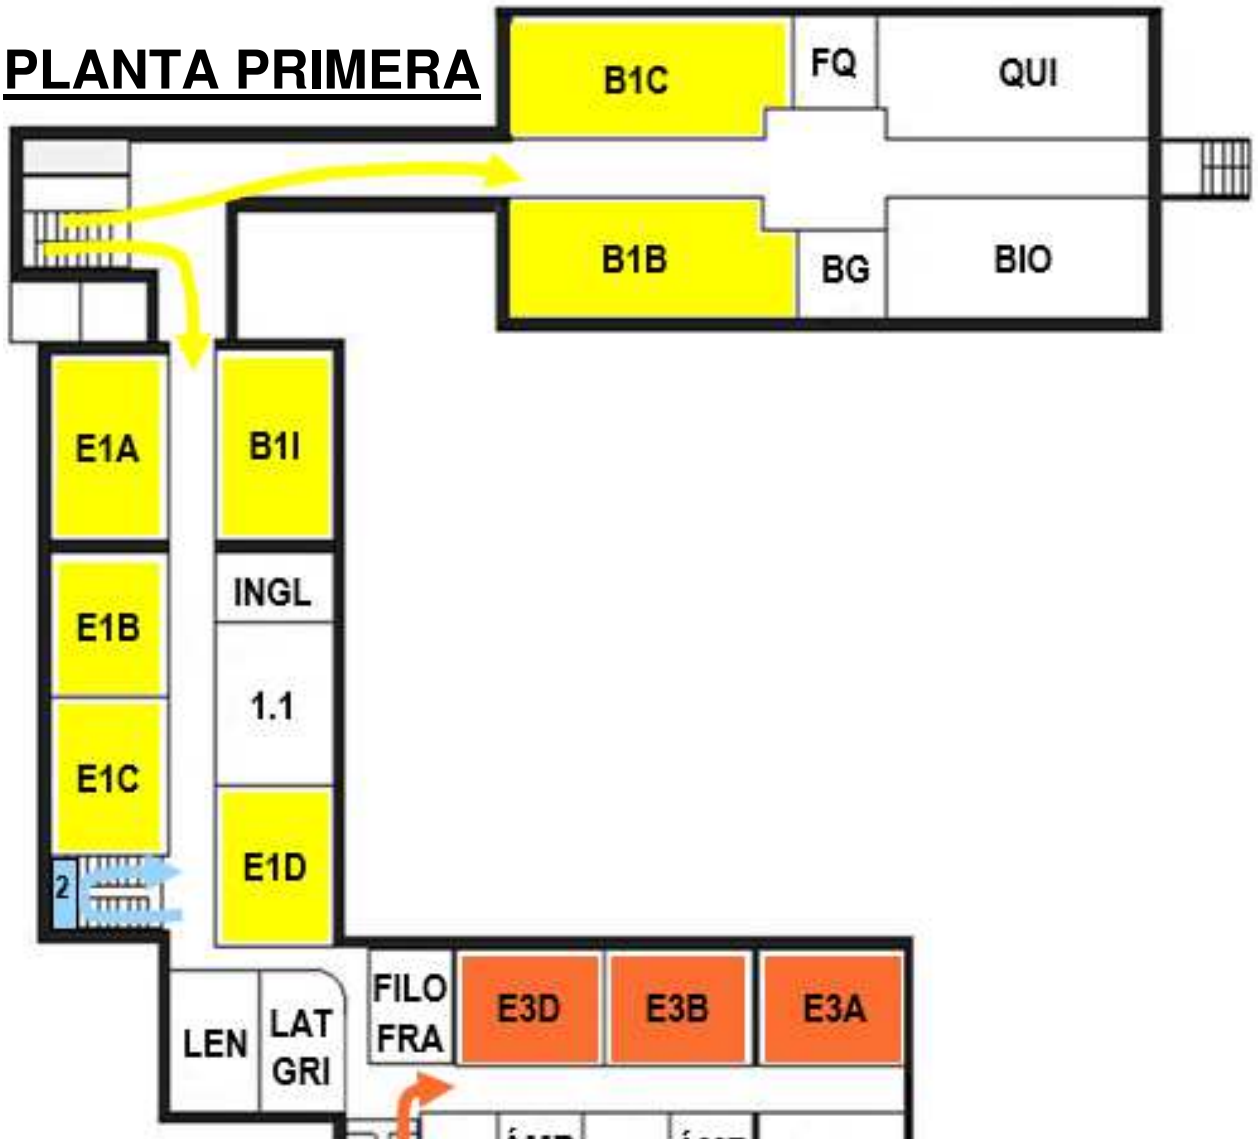 PLANTA PRIMERA
B1C
FQ
QUI
B1B
BG
BIO
E1A
B1I
INGL
E1B
1.1
E1C
E1D
2
FILO
FRA
E3D
E3B
E3A
LEN
LAT
GRI